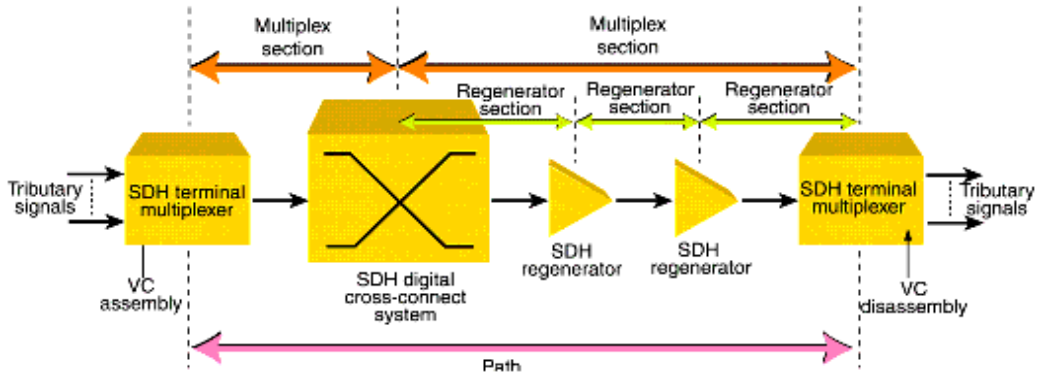 Multiplex
section
Multiplex
section
Regenerator
section
Regenerator
section
Regenerator
section
Tributary
signals
SDH terminal
multiplexer
SDH terminal
multiplexer
Tributary
signals
VC
assembly
SDH digital
cross-connect
system
SDH
regenerator
SDH
regenerator
VC
disassembly
Path